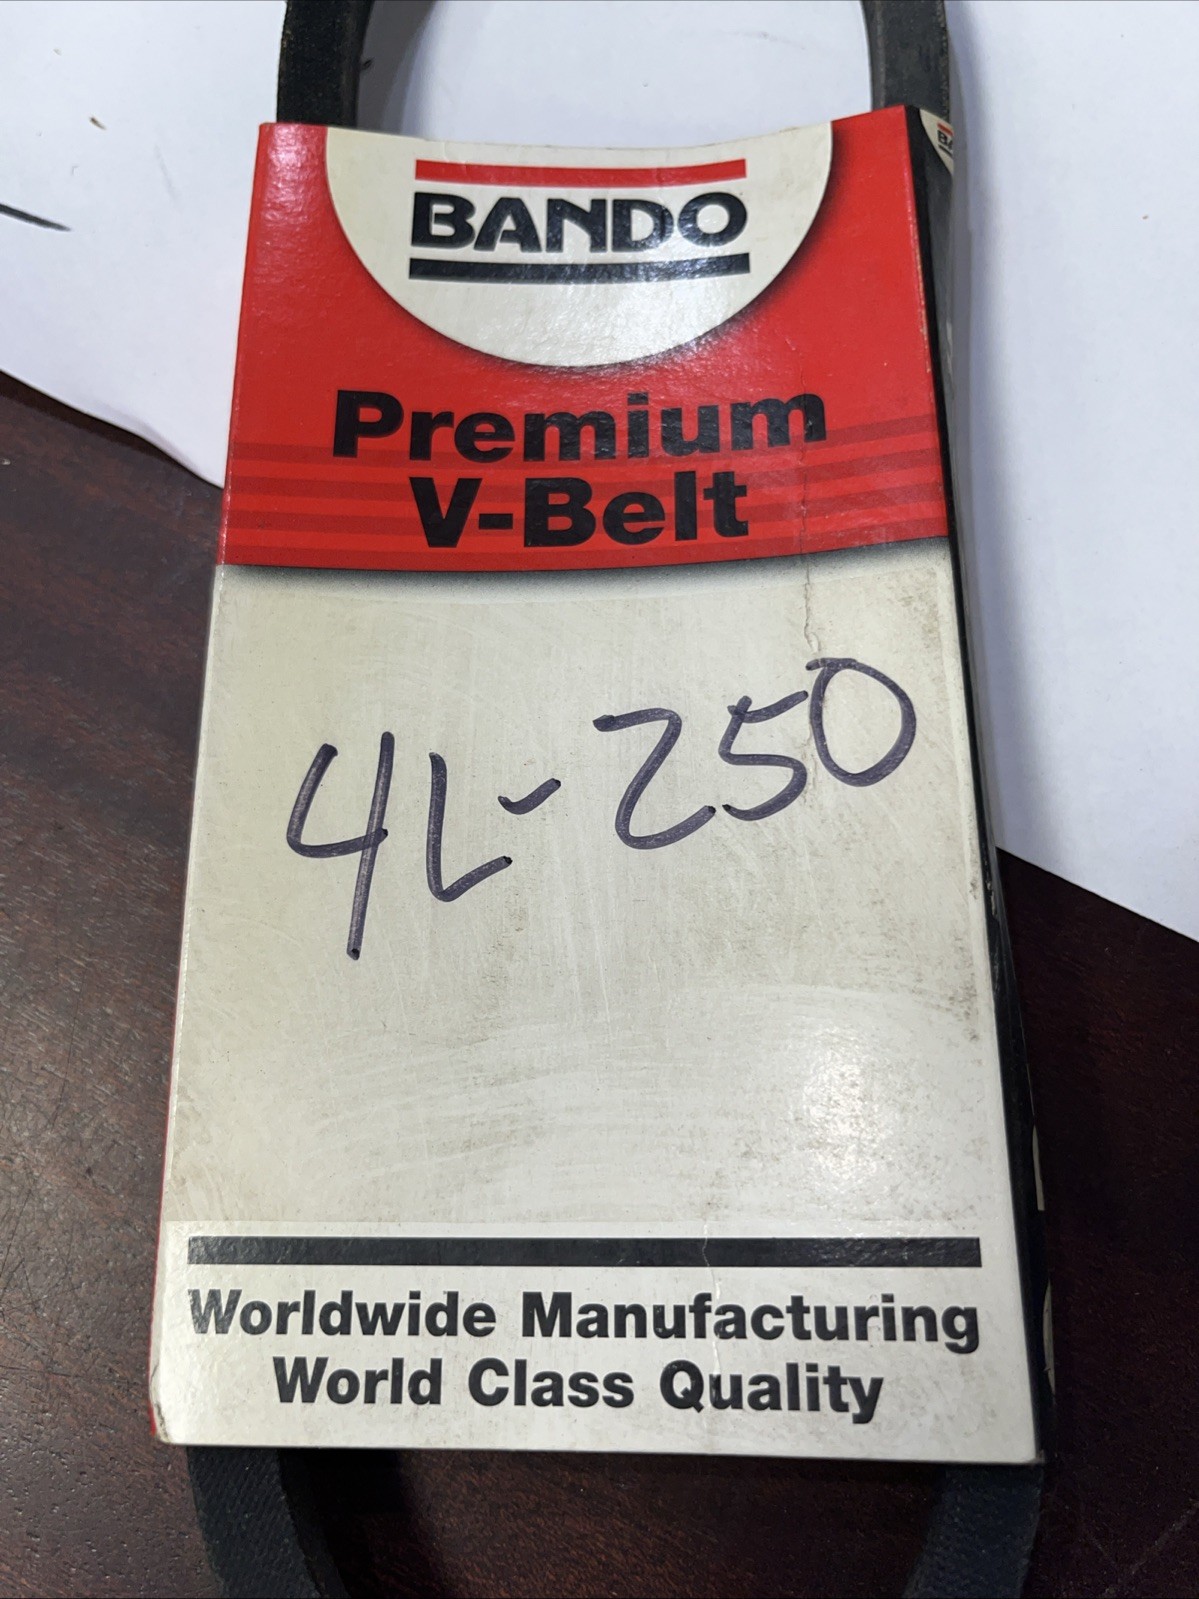 BANDO
Premium
V-Belt
4L-250
Worldwide Manufacturing
World Class Quality